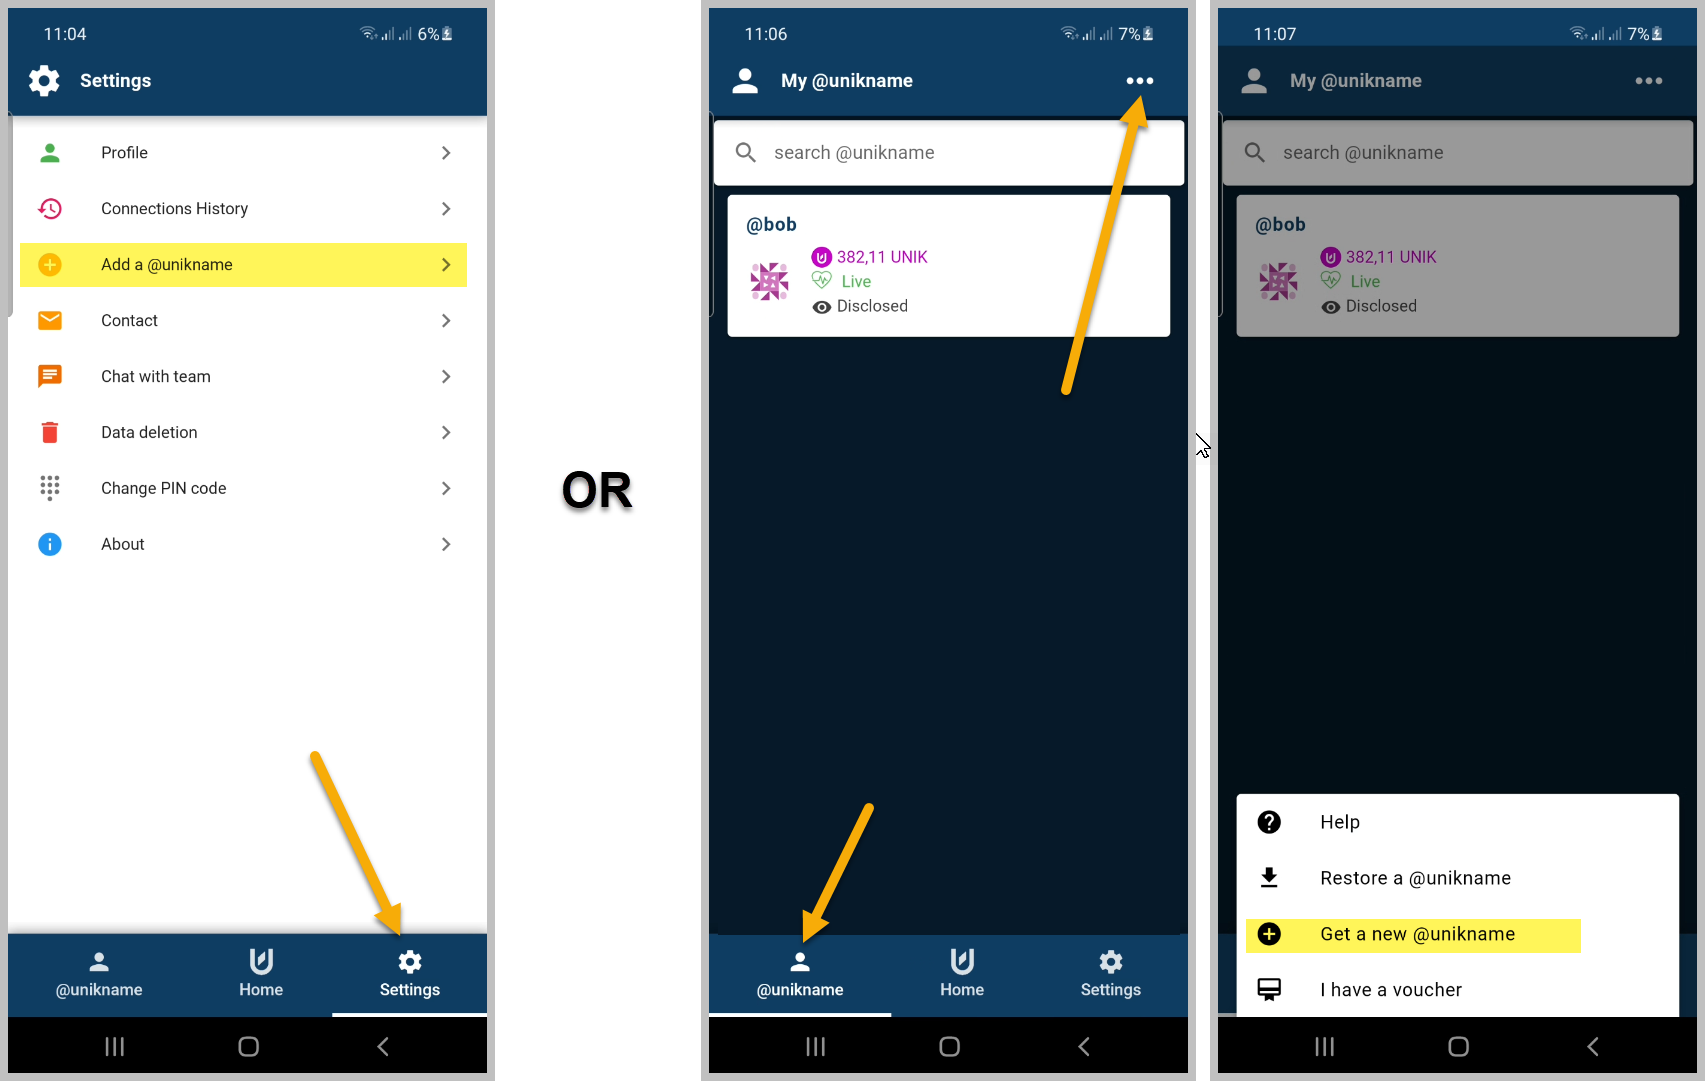 11:04
6%
Settings
Profile
Connections History
Add a @unikname
Contact
Chat with team
Data deletion
Change PIN code
About
@unikname
Home
Settings
OR
11:06
7%
My @unikname
search @unikname
@bob
382,11 UNIK
Live
Disclosed
@unikname
Home
Settings
11:07
7%
My @unikname
search @unikname
@bob
382,11 UNIK
Live
Disclosed
Help
Restore a @unikname
Get a new @unikname
I have a voucher